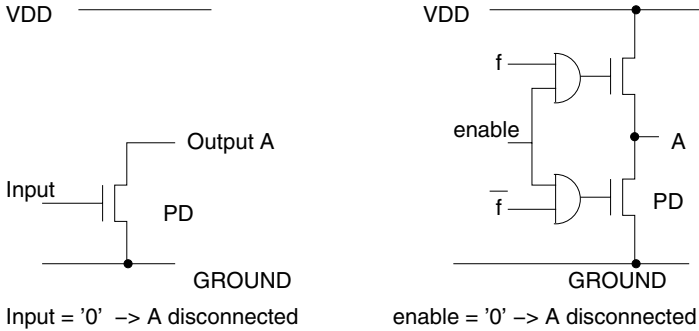 VDD
Output A
Input
PD
GROUND
Input = '0' −> A disconnected
VDD
f
enable
A
f̅
PD
GROUND
enable = '0' −> A disconnected